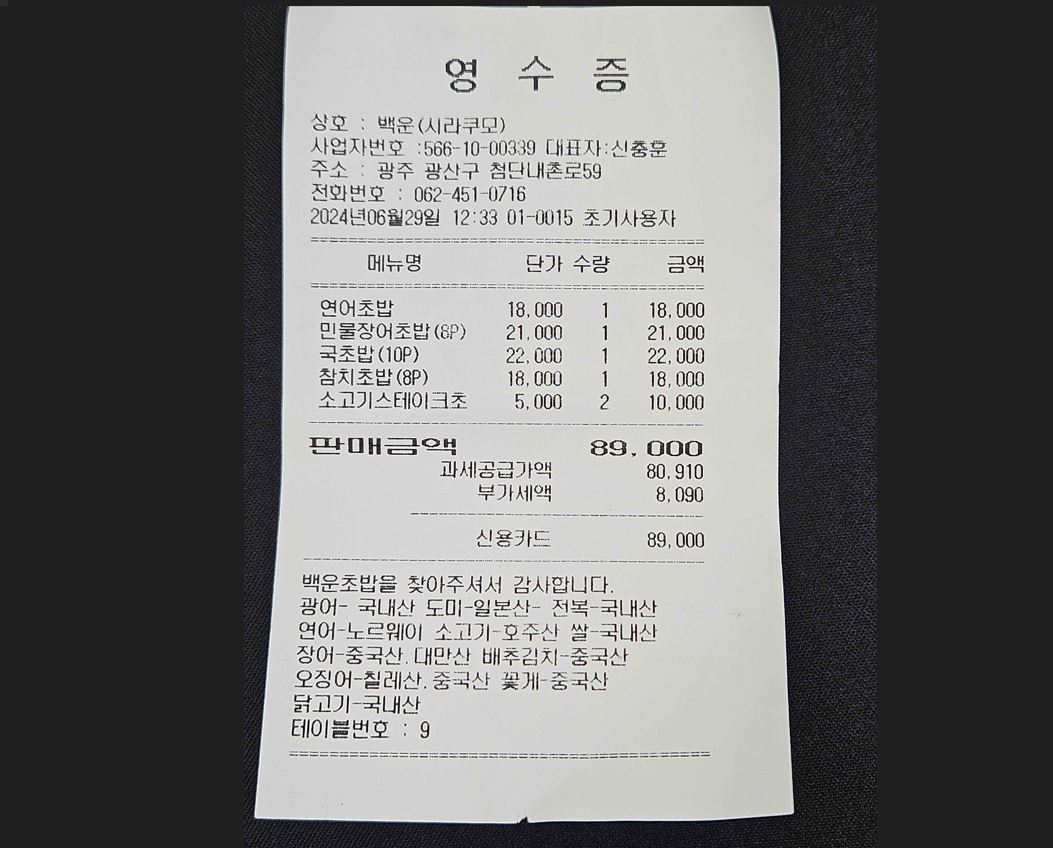 영 수 증
상호 : 백운(시라쿠모)
사업자번호 :566-10-00339 대표자:신충훈
주소 : 광주 광산구 첨단내촌로59
전화번호 : 062-451-0716
2024년06월29일 12:33 01-0015 초기사용자
메뉴명 단가 수량 금액
연어초밥 18,000 1 18,000
민물장어초밥(8P) 21,000 1 21,000
국초밥(10P) 22,000 1 22,000
참치초밥(8P) 18,000 1 18,000
소고기스테이크초 5,000 2 10,000
판매금액 89,000
과세공급가액 80,910
부가세액 8,090
신용카드 89,000
백운초밥을 찾아주셔서 감사합니다.
광어- 국내산 도미-일본산- 전복-국내산
연어-노르웨이 소고기-호주산 쌀-국내산
장어-중국산.대만산 배추김치-중국산
오징어-칠레산.중국산 꽃게-중국산
닭고기-국내산
테이블번호 : 9